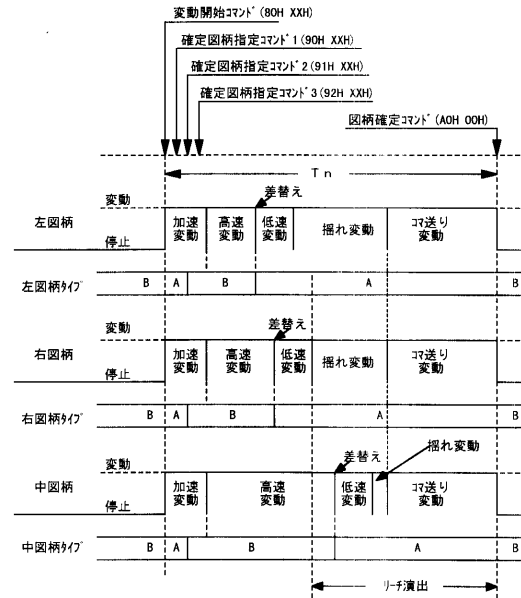 変動開始ｺﾏﾝﾄﾞ(80H XXH)
確定図柄指定ｺﾏﾝﾄﾞ1(90H XXH)
確定図柄指定ｺﾏﾝﾄﾞ2(91H XXH)
確定図柄指定ｺﾏﾝﾄﾞ3(92H XXH)
図柄確定ｺﾏﾝﾄﾞ(A0H 00H)
Tn
差替え
変動
左図柄
加速変動
高速変動
低速変動
揺れ変動
ｺﾏ送り変動
停止
左図柄ﾀｲﾌﾟ
B A B A B
差替え
変動
右図柄
加速変動
高速変動
低速変動
揺れ変動
ｺﾏ送り変動
停止
右図柄ﾀｲﾌﾟ
B A B A B
差替え
揺れ変動
変動
中図柄
加速変動
高速変動
低速変動
ｺﾏ送り変動
停止
中図柄ﾀｲﾌﾟ
B A B A B
ﾘｰﾁ演出